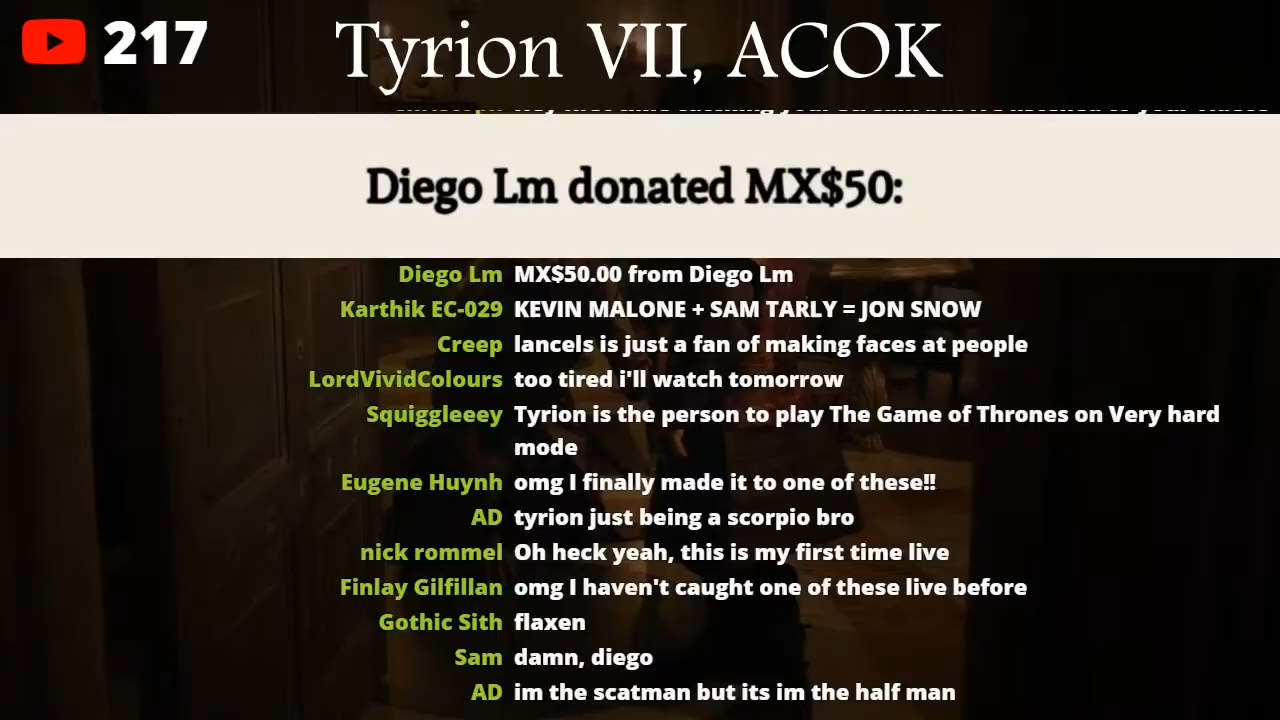 217
Tyrion VII, ACOK
Diego Lm donated MX$50:
Diego Lm MX$50.00 from Diego Lm
Karthik EC-029 KEVIN MALONE + SAM TARLY = JON SNOW
Creep lancels is just a fan of making faces at people
LordVividColours too tired i'll watch tomorrow
Squiggleeey Tyrion is the person to play The Game of Thrones on Very hard
mode
Eugene Huynh omg I finally made it to one of these!!
AD tyrion just being a scorpio bro
nick rommel Oh heck yeah, this is my first time live
Finlay Gilfillan omg I haven't caught one of these live before
Gothic Sith flaxen
Sam damn, diego
AD im the scatman but its im the half man